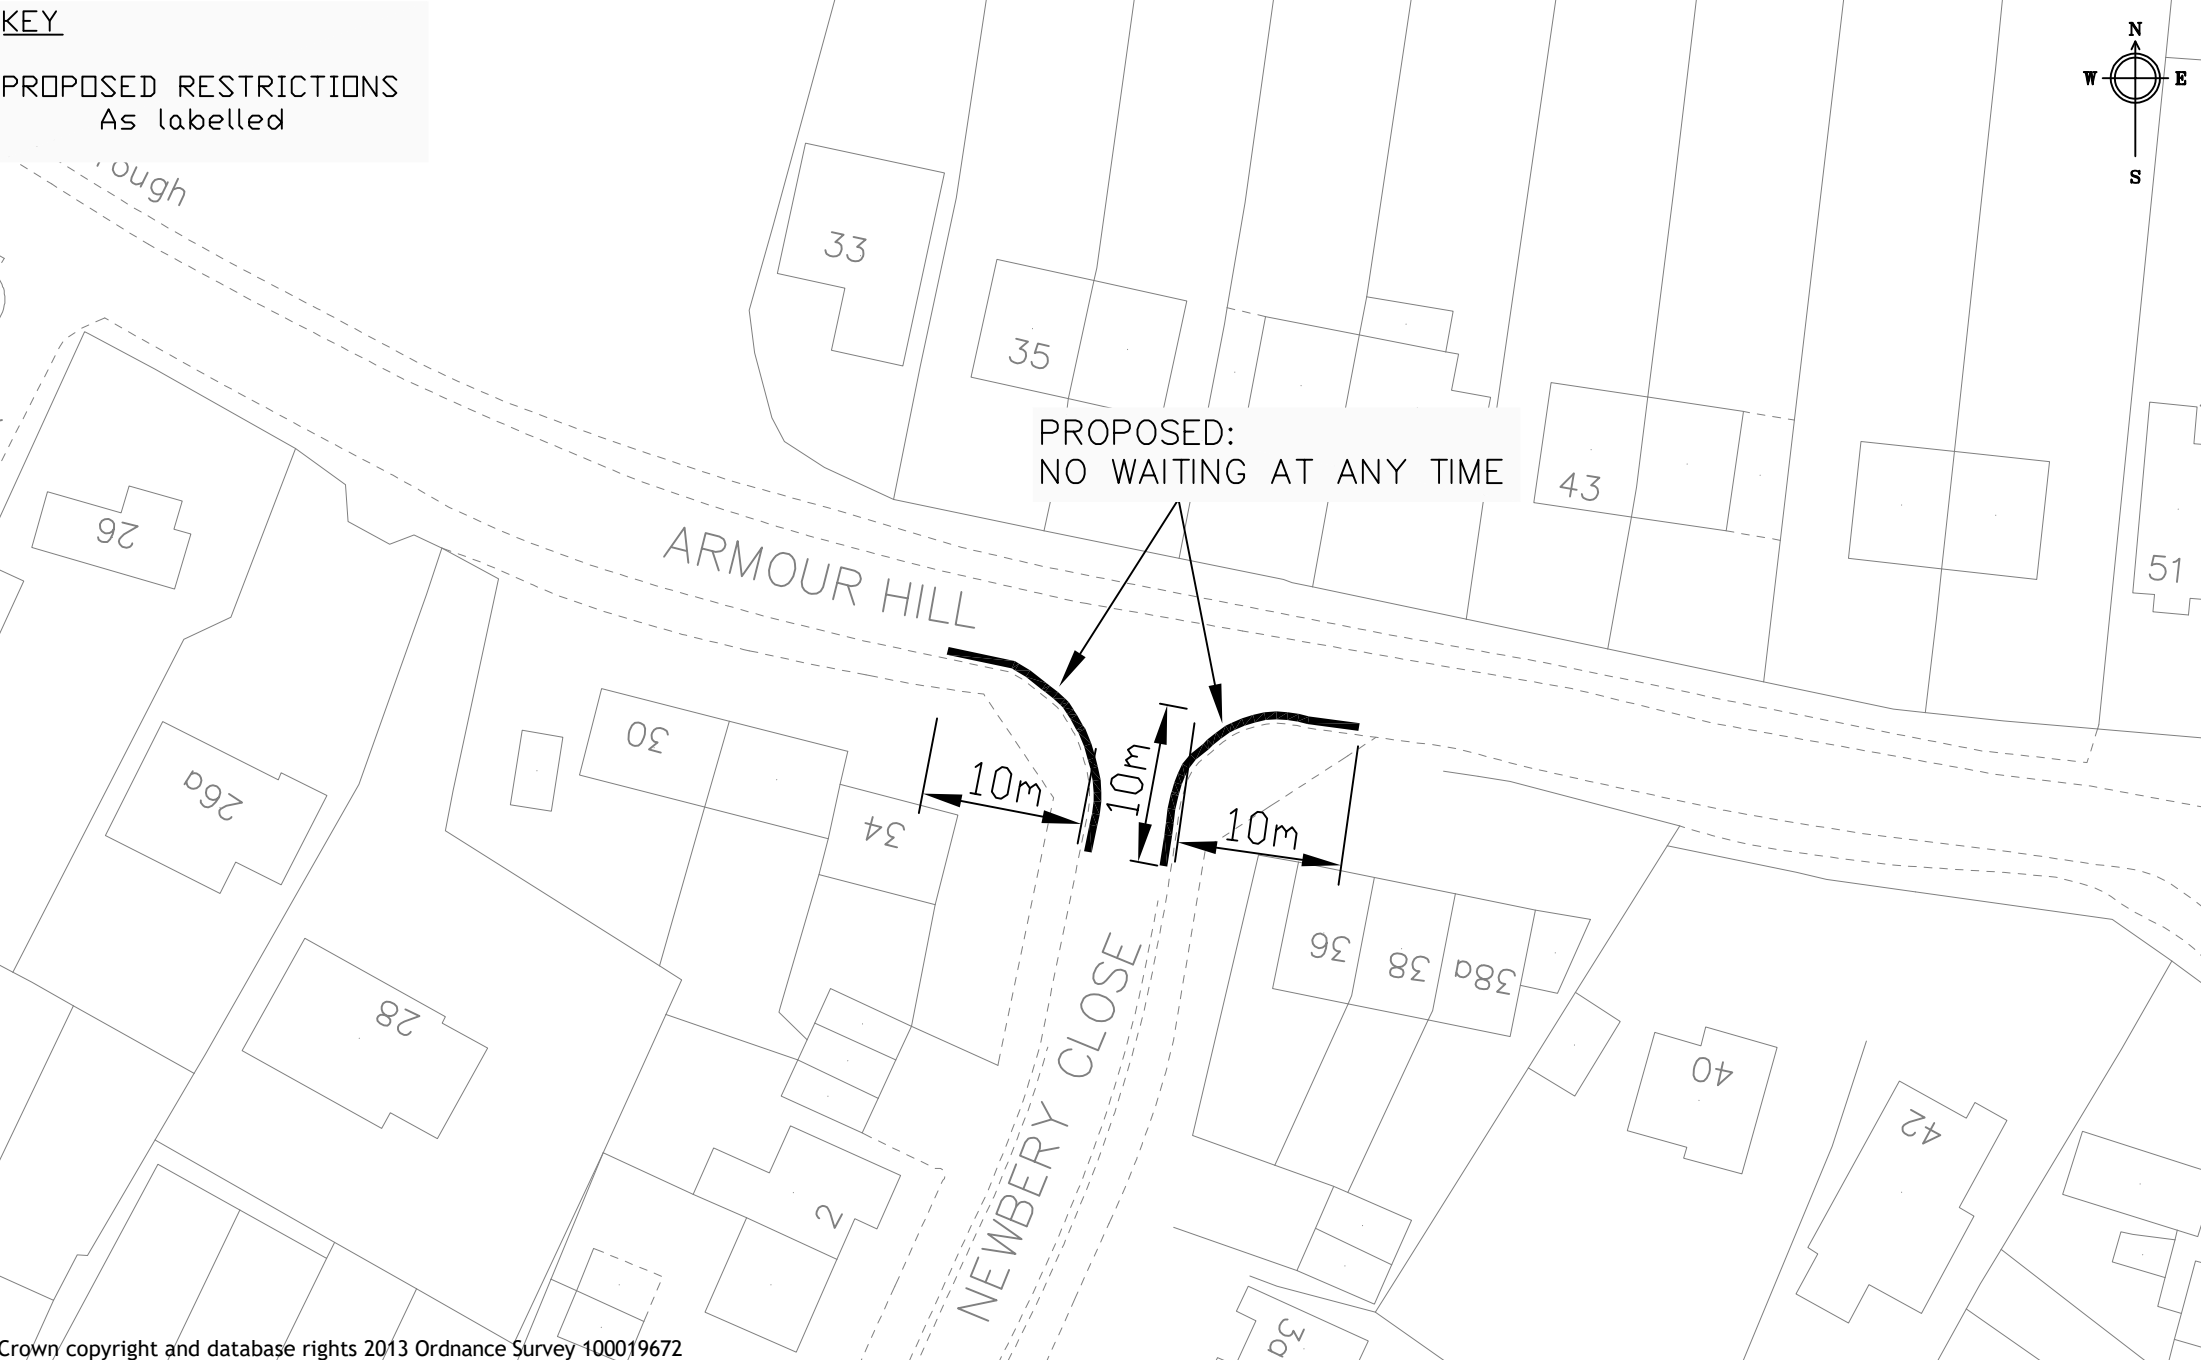 KEY
PROPOSED RESTRICTIONS
As labelled
N
W E
S
33
35
PROPOSED:
NO WAITING AT ANY TIME
43
51
26
ARMOUR HILL
30
26a
34
10m
10m
10m
36
38
38a
28
40
42
NEWBERY CLOSE
2
3a
Crown copyright and database rights 2013 Ordnance Survey 100019672